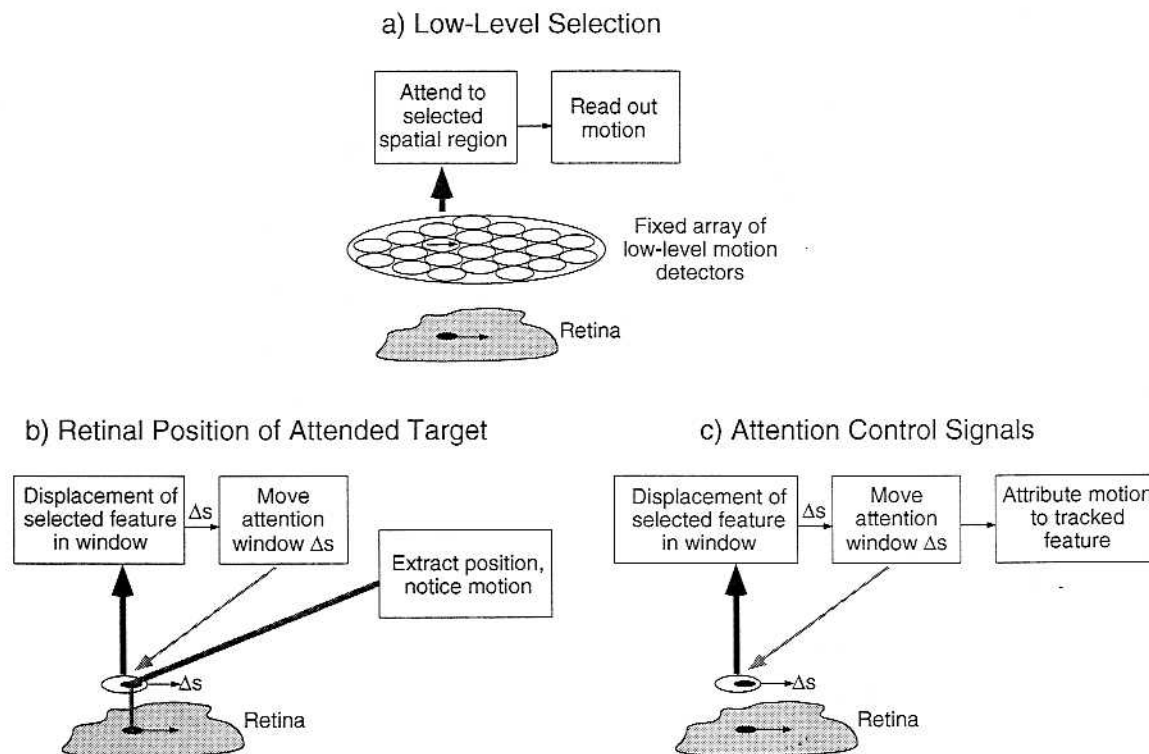 a) Low-Level Selection
Attend to
selected
spatial region
Read out
motion
Fixed array of
low-level motion
detectors
Retina
b) Retinal Position of Attended Target
Displacement of
selected feature
in window
Δs
Move
attention
window Δs
Extract position,
notice motion
Δs
Retina
c) Attention Control Signals
Displacement of
selected feature
in window
Δs
Move
attention
window Δs
Attribute motion
to tracked
feature
Δs
Retina